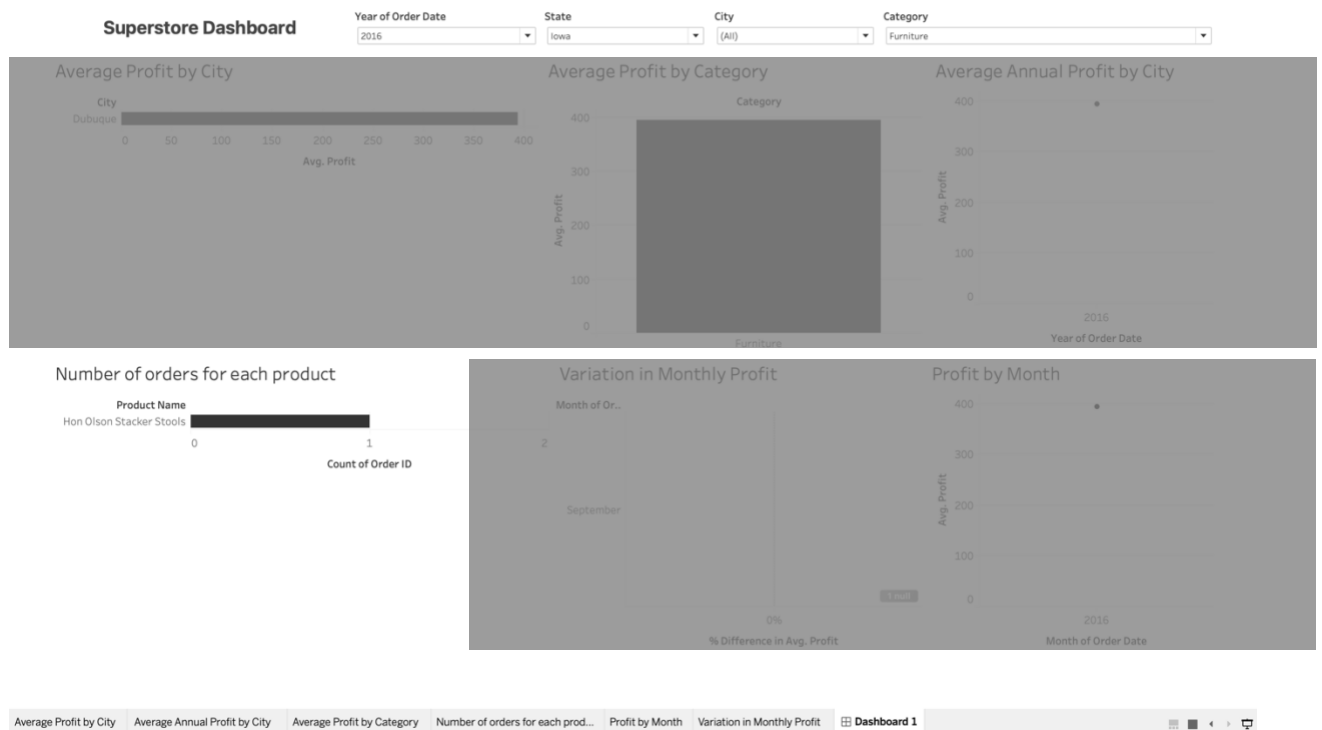 Superstore Dashboard
Year of Order Date
State
City
Category
2016
Iowa
(All)
Furniture
Average Profit by City
City
Dubuque
0 50 100 150 200 250 300 350 400
Avg. Profit
Average Profit by Category
Category
400
300
200
100
0
Avg. Profit
Furniture
Average Annual Profit by City
400
300
200
100
0
Avg. Profit
2016
Year of Order Date
Number of orders for each product
Product Name
Hon Olson Stacker Stools
0 1 2
Count of Order ID
Variation in Monthly Profit
Month of Or..
September
1 null
0%
% Difference in Avg. Profit
Profit by Month
400
300
200
100
0
Avg. Profit
2016
Month of Order Date
Average Profit by City
Average Annual Profit by City
Average Profit by Category
Number of orders for each prod...
Profit by Month
Variation in Monthly Profit
Dashboard 1